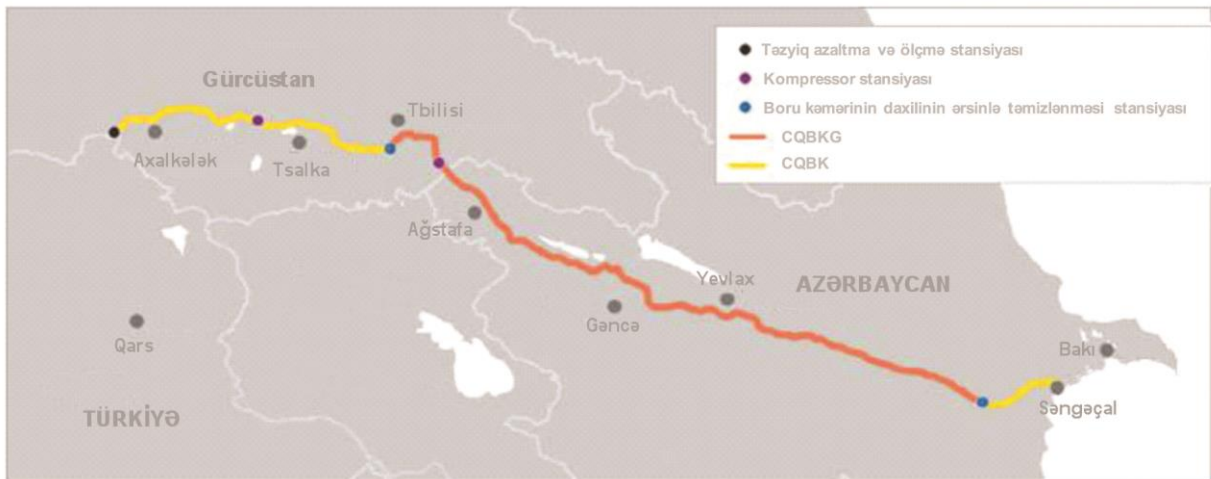 Təzyiq azaltma və ölçmə stansiyası
Gürcüstan
Kompressor stansiyası
Tbilisi
Boru kəmərinin daxilinin ərsinlə təmizlənməsi stansiyası
CQBKG
Axalkələk
Tsalka
CQBK
Ağstafa
Yevlax
AZƏRBAYCAN
Gəncə
Qars
Bakı
Səngəçal
TÜRKİYƏ